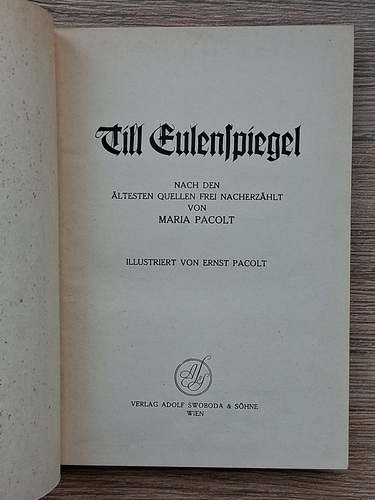 Till Eulenſpiegel
NACH DEN
ÄLTESTEN QUELLEN FREI NACHERZÄHLT
VON
MARIA PACOLT
ILLUSTRIERT VON ERNST PACOLT
VERLAG ADOLF SWOBODA & SÖHNE
WIEN